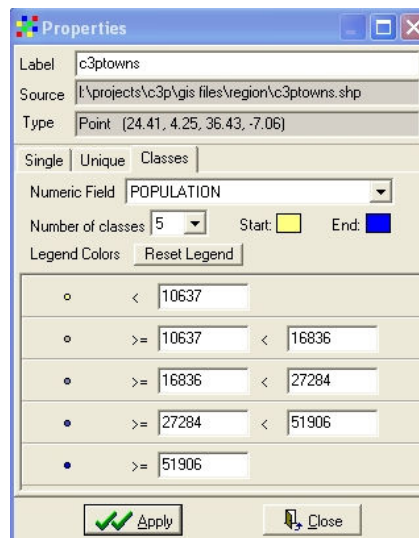 Properties
Label c3ptowns
Source I:\projects\c3p\gis files\region\c3ptowns.shp
Type Point (24.41, 4.25, 36.43, -7.06)
Single Unique Classes
Numeric Field POPULATION
Number of classes 5 Start: End:
Legend Colors Reset Legend
< 10637
>= 10637 < 16836
>= 16836 < 27284
>= 27284 < 51906
>= 51906
Apply Close